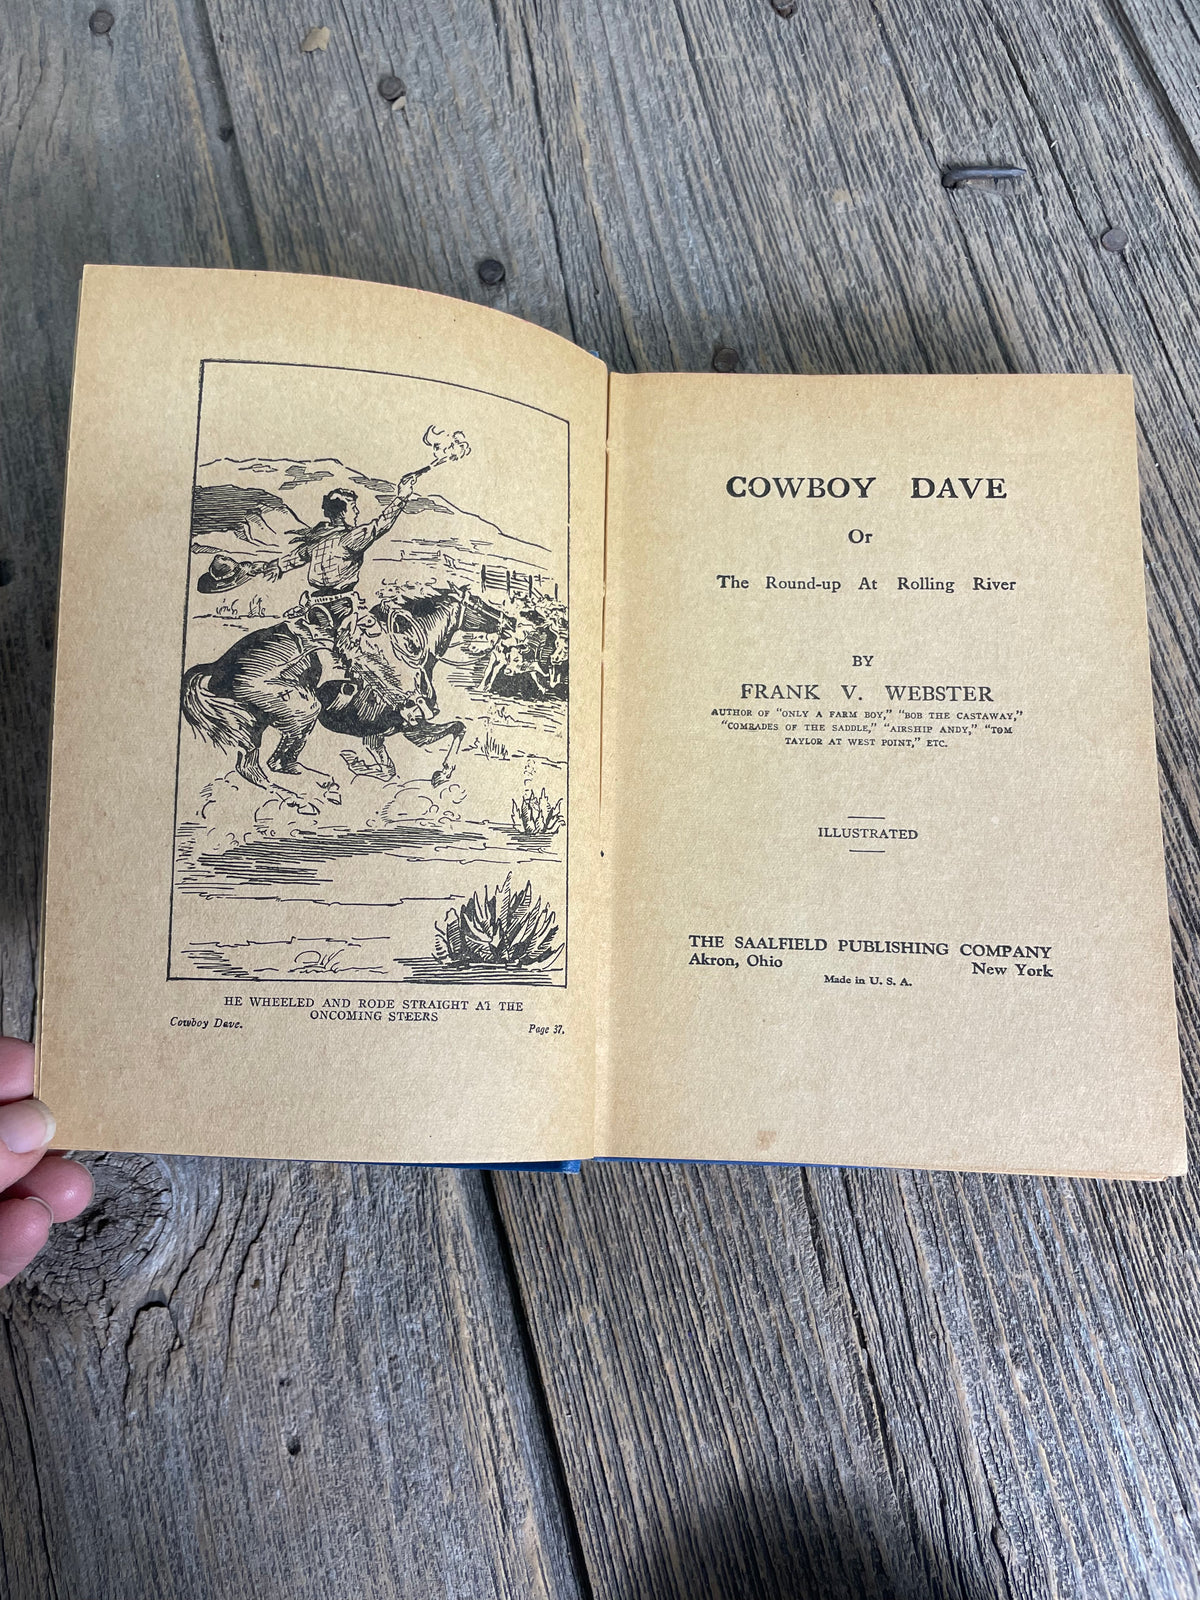 HE WHEELED AND RODE STRAIGHT AT THE
ONCOMING STEERS
Cowboy Dave.
Page 37.
COWBOY DAVE
Or
The Round-up At Rolling River
BY
FRANK V. WEBSTER
AUTHOR OF "ONLY A FARM BOY," "BOB THE CASTAWAY,"
"COMRADES OF THE SADDLE," "AIRSHIP ANDY," "TOM
TAYLOR AT WEST POINT," ETC.
ILLUSTRATED
THE SAALFIELD PUBLISHING COMPANY
Akron, Ohio
New York
Made in U. S. A.